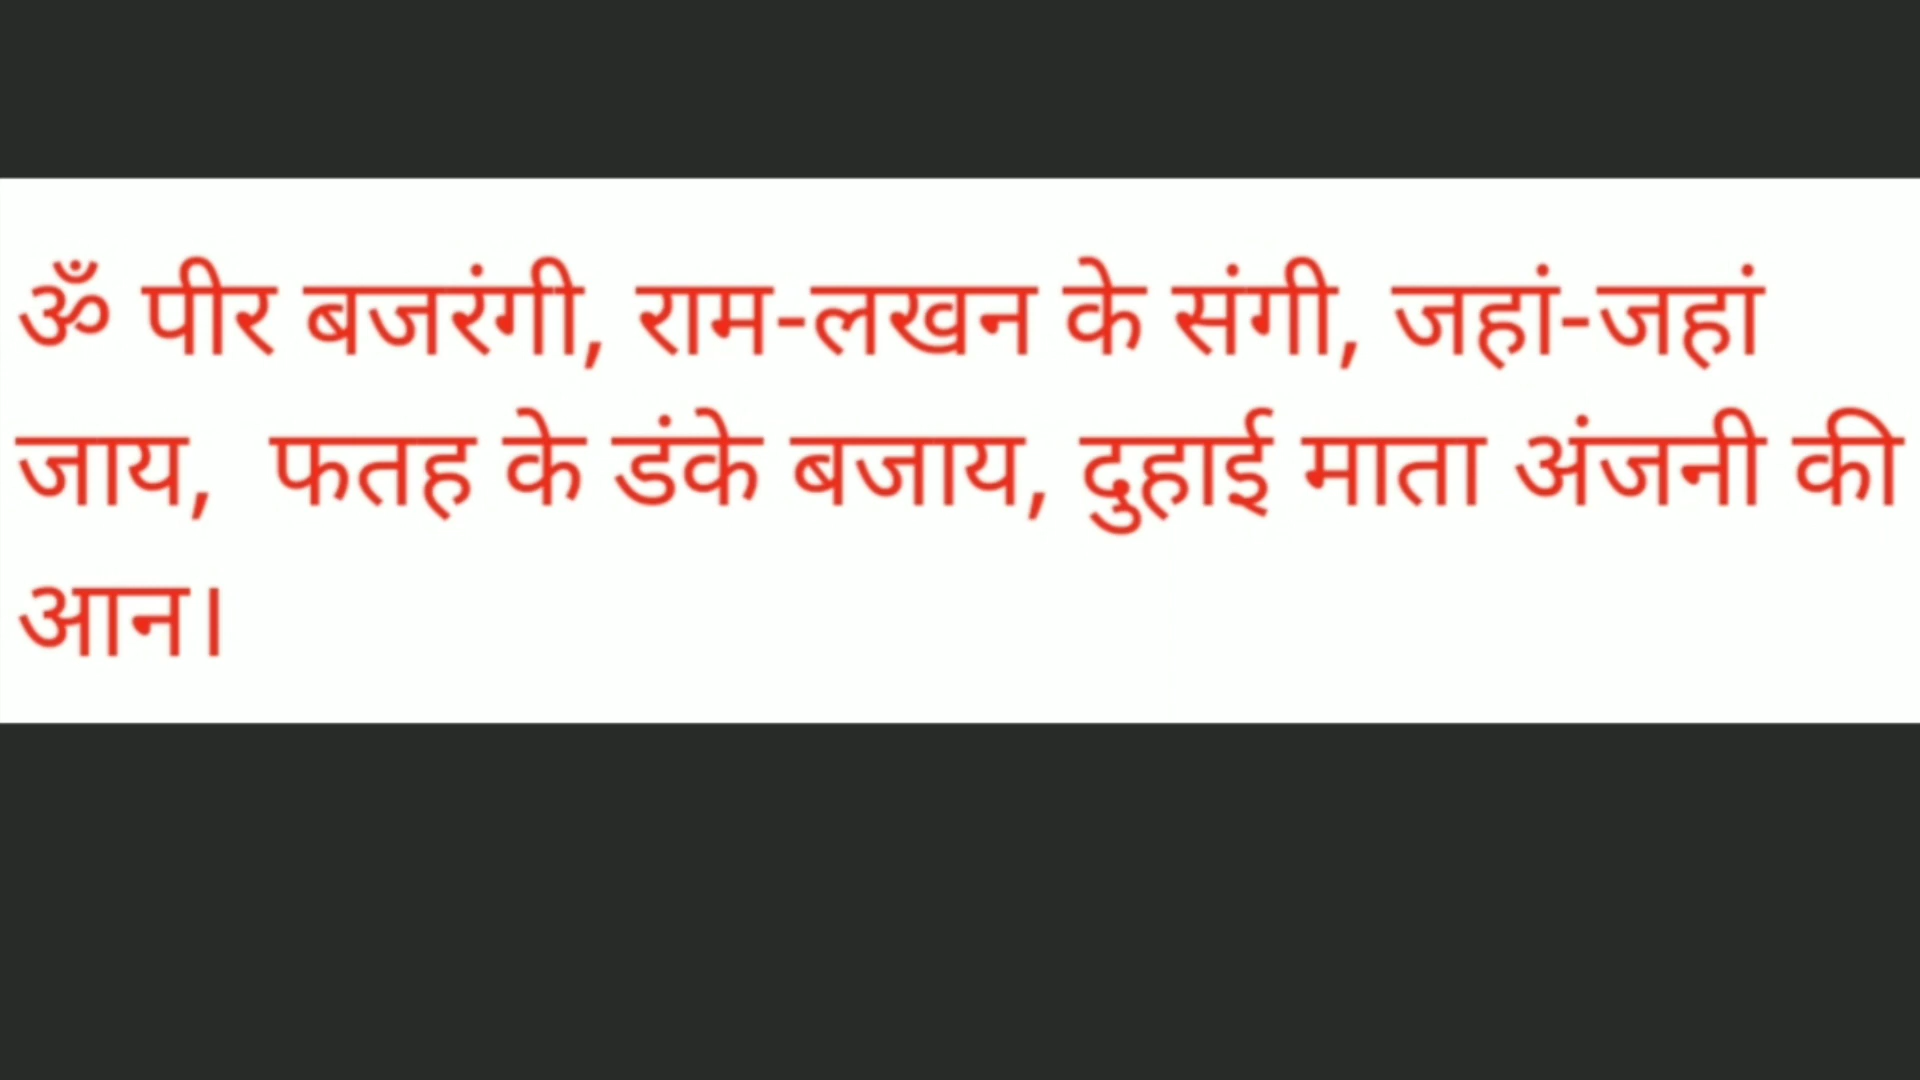 ॐ पीर बजरंगी, राम-लखन के संगी, जहां-जहां
जाय, फतह के डंके बजाय, दुहाई माता अंजनी की
आन।